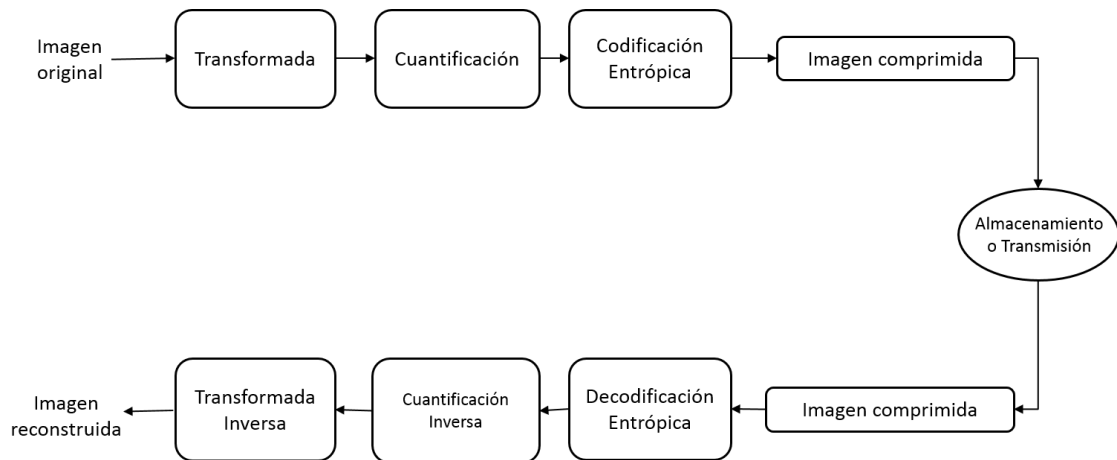 Imagen
original
Transformada
Cuantificación
Codificación
Entrópica
Imagen comprimida
Almacenamiento
o Transmisión
Imagen comprimida
Decodificación
Entrópica
Cuantificación
Inversa
Transformada
Inversa
Imagen
reconstruida